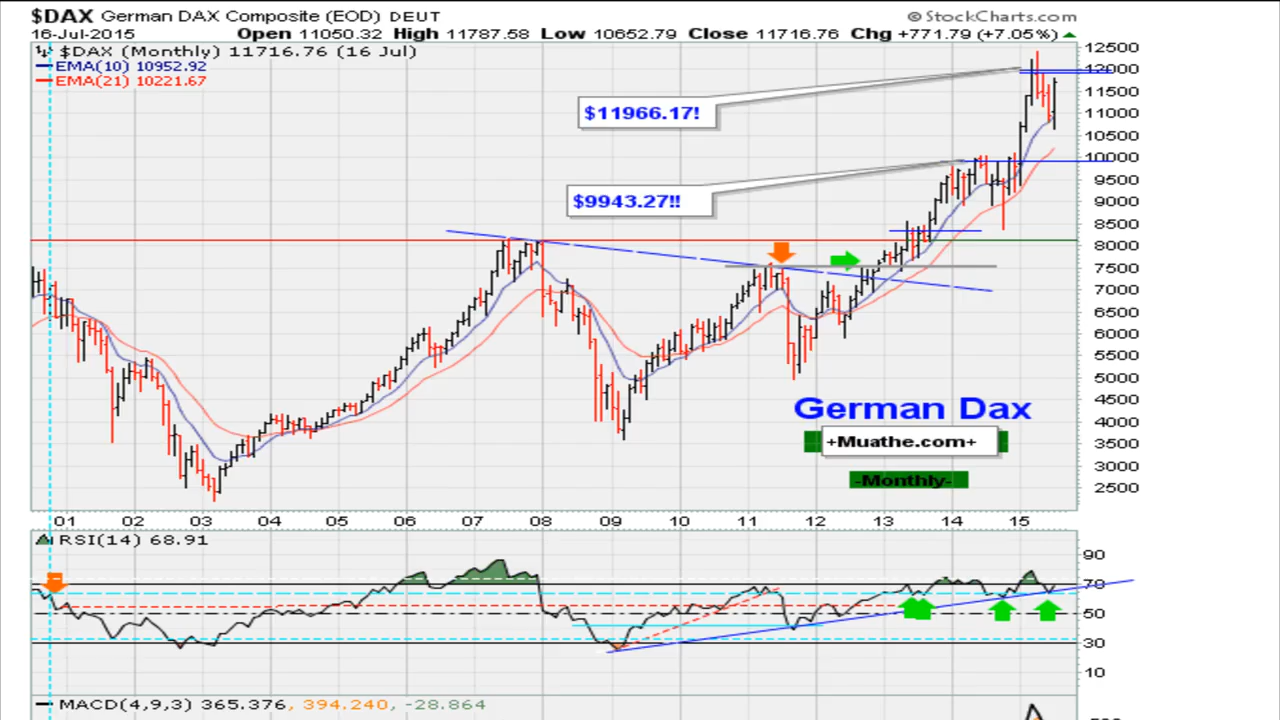 $DAX German DAX Composite (EOD) DEUT © StockCharts.com
16-Jul-2015 Open 11050.32 High 11787.58 Low 10652.79 Close 11716.76 Chg +771.79 (+7.05%)
$DAX (Monthly) 11716.76 (16 Jul)
EMA(10) 10952.92
EMA(21) 10221.67
12500
12000
11500
$11966.17!
11000
10500
10000
9500
$9943.27!!
9000
8500
8000
7500
7000
6500
6000
5500
5000
4500
German Dax
4000
+Muathe.com+
3500
3000
-Monthly-
2500
01 02 03 04 05 06 07 08 09 10 11 12 13 14 15
RSI(14) 68.91
90
70
50
30
10
MACD(4,9,3) 365.376, 394.240, -28.864